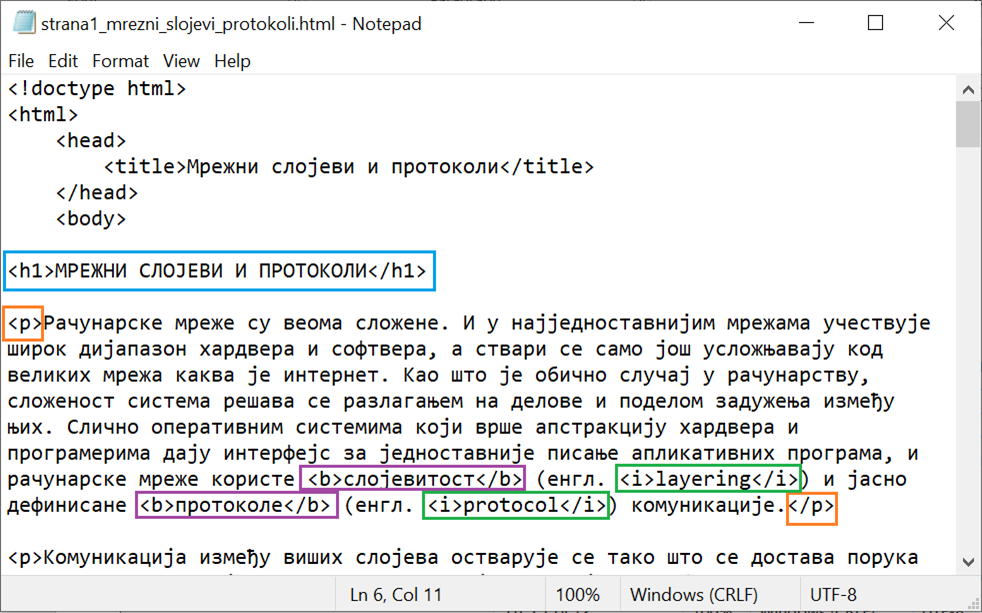 strana1_mrezni_slojevi_protokoli.html - Notepad
File Edit Format View Help
<!doctype html>
<html>
<head>
<title>Мрежни слојеви и протоколи</title>
</head>
<body>
<h1>МРЕЖНИ СЛОЈЕВИ И ПРОТОКОЛИ</h1>
<p>Рачунарске мреже су веома сложене. И у најједноставнијим мрежама учествује
широк дијапазон хардвера и софтвера, а ствари се само још усложњавају код
великих мрежа каква је интернет. Као што је обично случај у рачунарству,
сложеност система решава се разлагањем на делове и поделом задужења између
њих. Слично оперативним системима који врше апстракцију хардвера и
програмерима дају интерфејс за једноставније писање апликативних програма, и
рачунарске мреже користе <b>слојевитост</b> (енгл. <i>layering</i>) и јасно
дефинисане <b>протоколе</b> (енгл. <i>protocol</i>) комуникације.</p>
<p>Комуникација између виших слојева остварује се тако што се достава порука
Ln 6, Col 11 100% Windows (CRLF) UTF-8